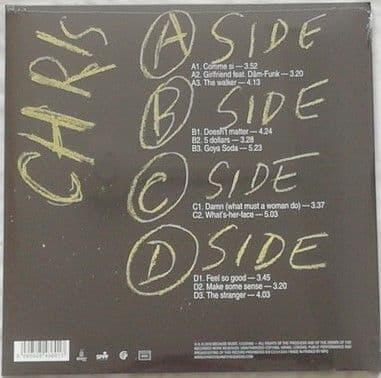 CHRIS
A SIDE
A1. Comme si — 3.52
A2. Girlfriend feat. Dâm-Funk — 3.20
A3. The walker — 4.13
B SIDE
B1. Doesn't matter — 4.24
B2. 5 dollars — 3.28
B3. Goya Soda — 5.23
C SIDE
C1. Damn (what must a woman do) — 3.37
C2. What's-her-face — 5.03
D SIDE
D1. Feel so good — 3.45
D2. Make some sense — 3.20
D3. The stranger — 4.03